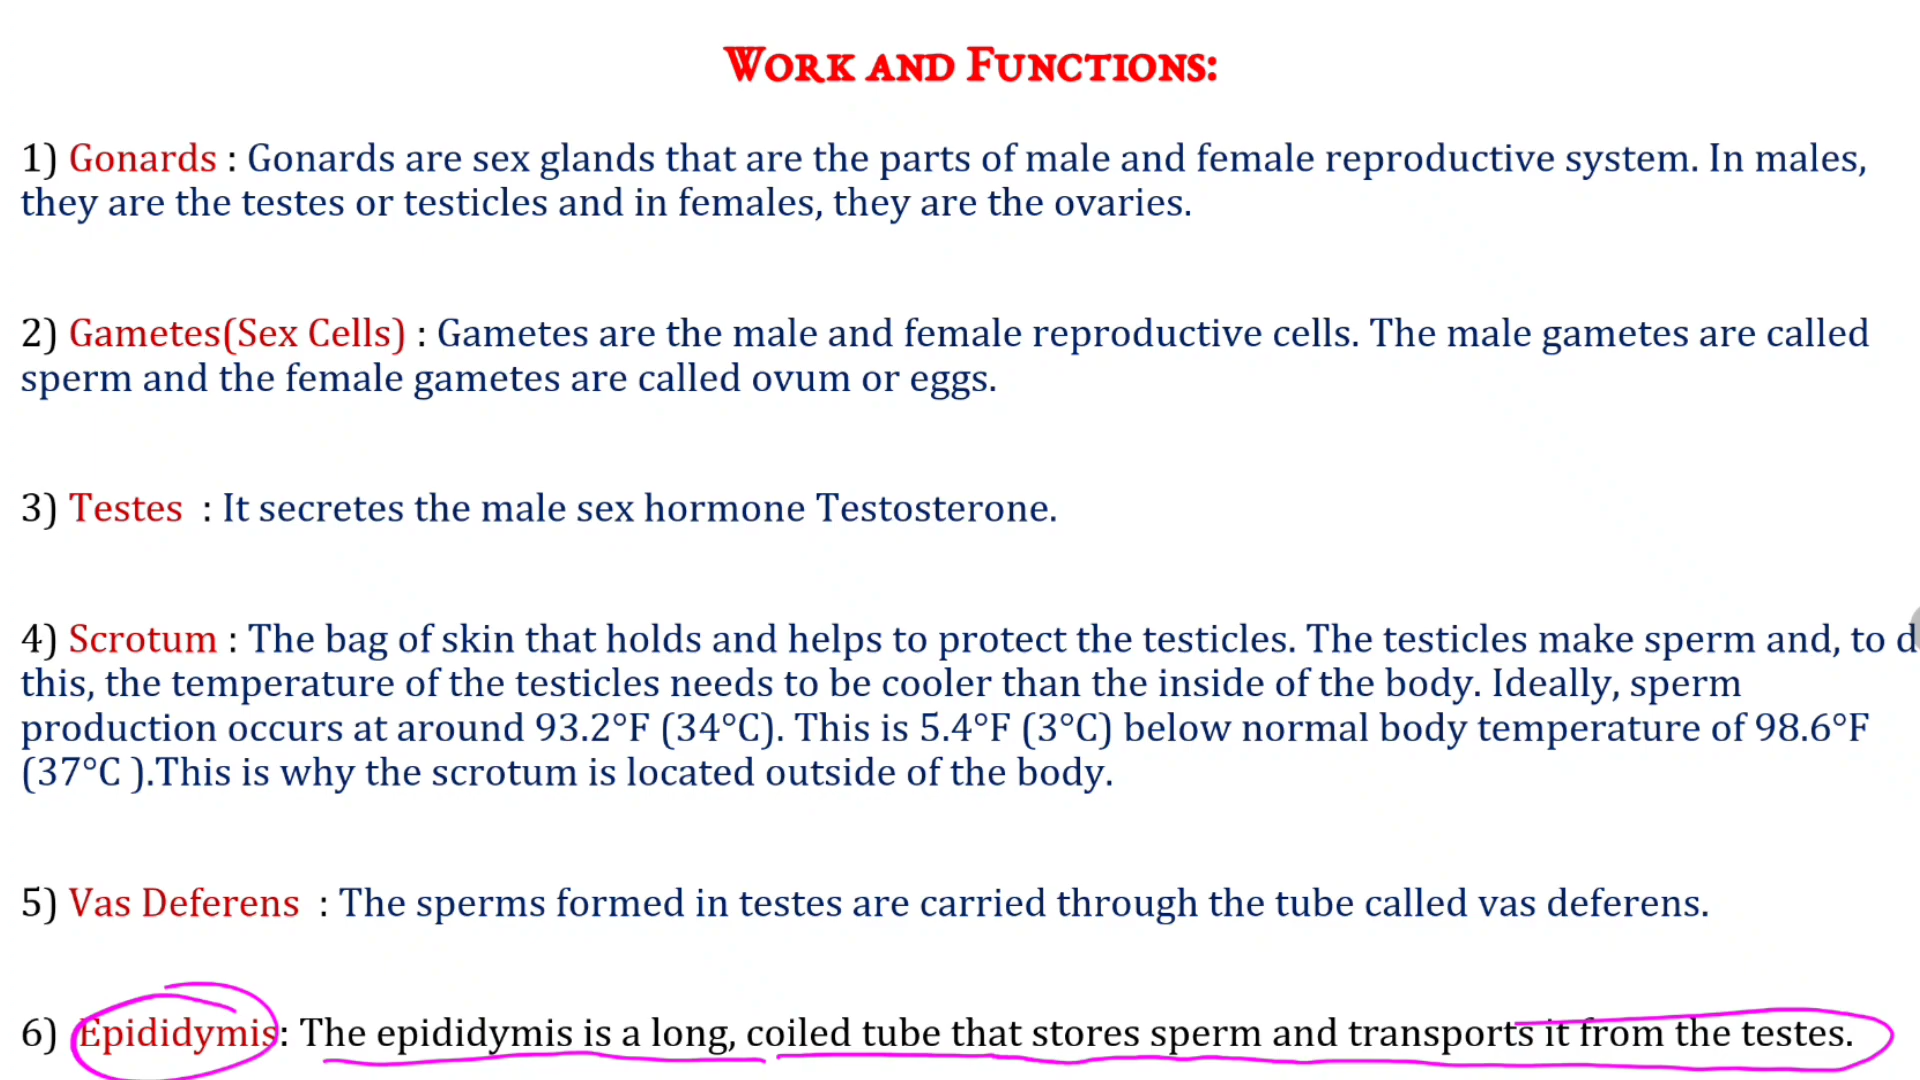 WORK AND FUNCTIONS:
1) Gonards : Gonards are sex glands that are the parts of male and female reproductive system. In males,
they are the testes or testicles and in females, they are the ovaries.
2) Gametes(Sex Cells) : Gametes are the male and female reproductive cells. The male gametes are called
sperm and the female gametes are called ovum or eggs.
3) Testes : It secretes the male sex hormone Testosterone.
4) Scrotum : The bag of skin that holds and helps to protect the testicles. The testicles make sperm and, to d
this, the temperature of the testicles needs to be cooler than the inside of the body. Ideally, sperm
production occurs at around 93.2°F (34°C). This is 5.4°F (3°C) below normal body temperature of 98.6°F
(37°C ).This is why the scrotum is located outside of the body.
5) Vas Deferens : The sperms formed in testes are carried through the tube called vas deferens.
6) Epididymis: The epididymis is a long, coiled tube that stores sperm and transports it from the testes.